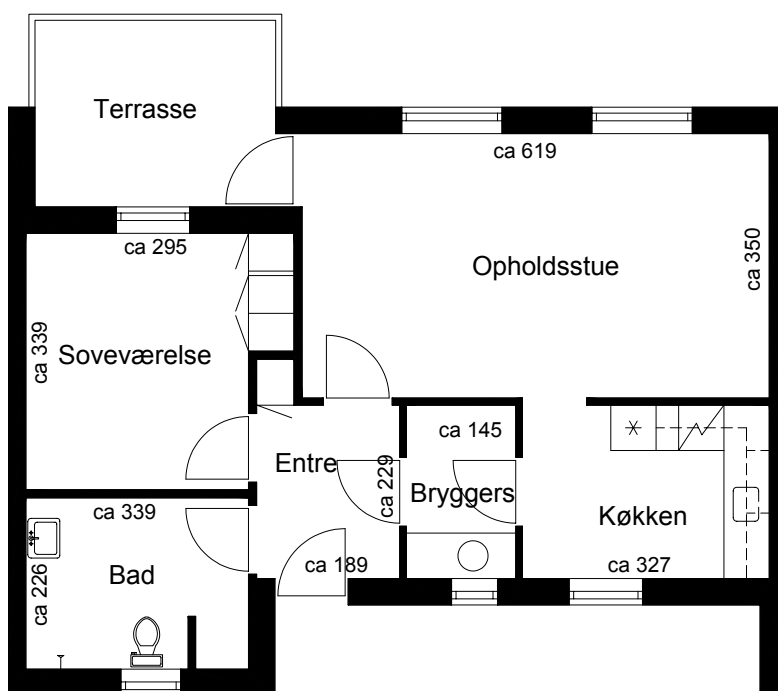 Terrasse
ca 619
ca 295
Opholdsstue
ca 350
ca 339
Soveværelse
ca 145
Entre
ca 229
Bryggers
ca 339
Køkken
ca 226
Bad
ca 189
ca 327